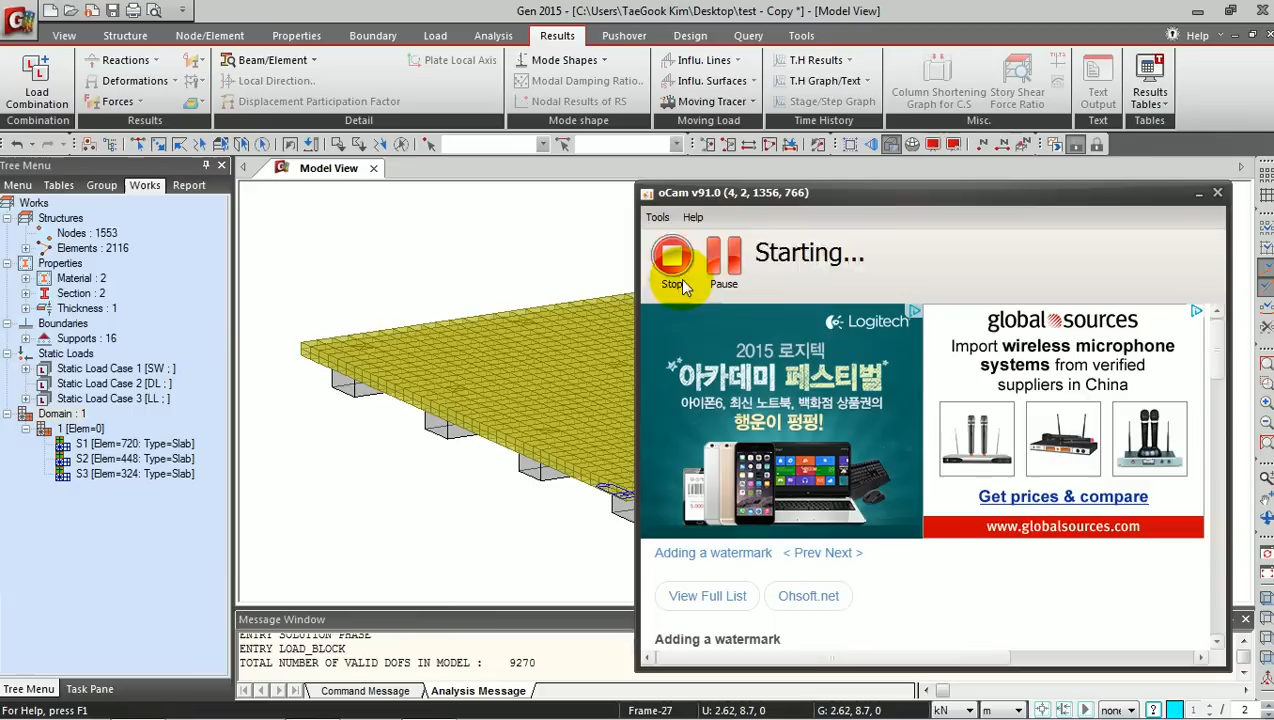 Gen 2015 - [C:\Users\TaeGook Kim\Desktop\test - Copy *] - [Model View]
View Structure Node/Element Properties Boundary Load Analysis Results Pushover Design Query Tools Help
Load
Combination
Combination
Reactions
Deformations
Forces
Results
Beam/Element
Local Direction..
Displacement Participation Factor
Plate Local Axis
Detail
Mode Shapes
Modal Damping Ratio..
Nodal Results of RS
Mode shape
Influ. Lines
Influ. Surfaces
Moving Tracer
Moving Load
T.H Results
T.H Graph/Text
Stage/Step Graph
Time History
Column Shortening
Graph for C.S
Story Shear
Force Ratio
Misc.
Text
Output
Text
Results
Tables
Tables
Tree Menu
Menu Tables Group Works Report
Works
Structures
Nodes : 1553
Elements : 2116
Properties
Material : 2
Section : 2
Thickness : 1
Boundaries
Supports : 16
Static Loads
Static Load Case 1 [SW ; ]
Static Load Case 2 [DL ; ]
Static Load Case 3 [LL ; ]
Domain : 1
1 [Elem=0]
S1 [Elem=720: Type=Slab]
S2 [Elem=448: Type=Slab]
S3 [Elem=324: Type=Slab]
Tree Menu Task Pane
Model View
oCam v91.0 (4, 2, 1356, 766)
Tools Help
Stop
Pause
Starting...
Logitech
2015 로지텍
아카데미 페스티벌
아이폰6, 최신 노트북, 백화점 상품권의
행운이 펑펑!
global sources
Import wireless microphone
systems from verified
suppliers in China
Get prices & compare
www.globalsources.com
Adding a watermark < Prev Next >
View Full List Ohsoft.net
Adding a watermark
Message Window
ENTRY SOLUTION PHASE
ENTRY LOAD_BLOCK
TOTAL NUMBER OF VALID DOFS IN MODEL : 9270
Command Message Analysis Message
For Help, press F1 Frame-27 U: 2.62, 8.7, 0 G: 2.62, 8.7, 0 kN m none 1 / 2